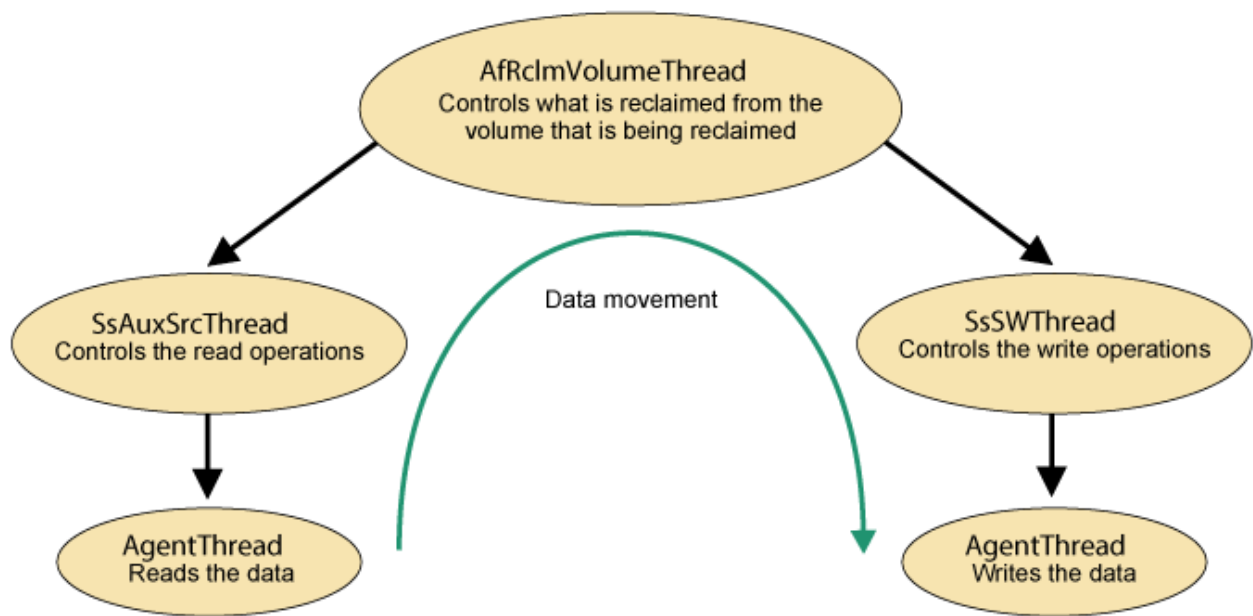 AfRclmVolumeThread
Controls what is reclaimed from the
volume that is being reclaimed
Data movement
SsAuxSrcThread
Controls the read operations
SsSWThread
Controls the write operations
AgentThread
Reads the data
AgentThread
Writes the data